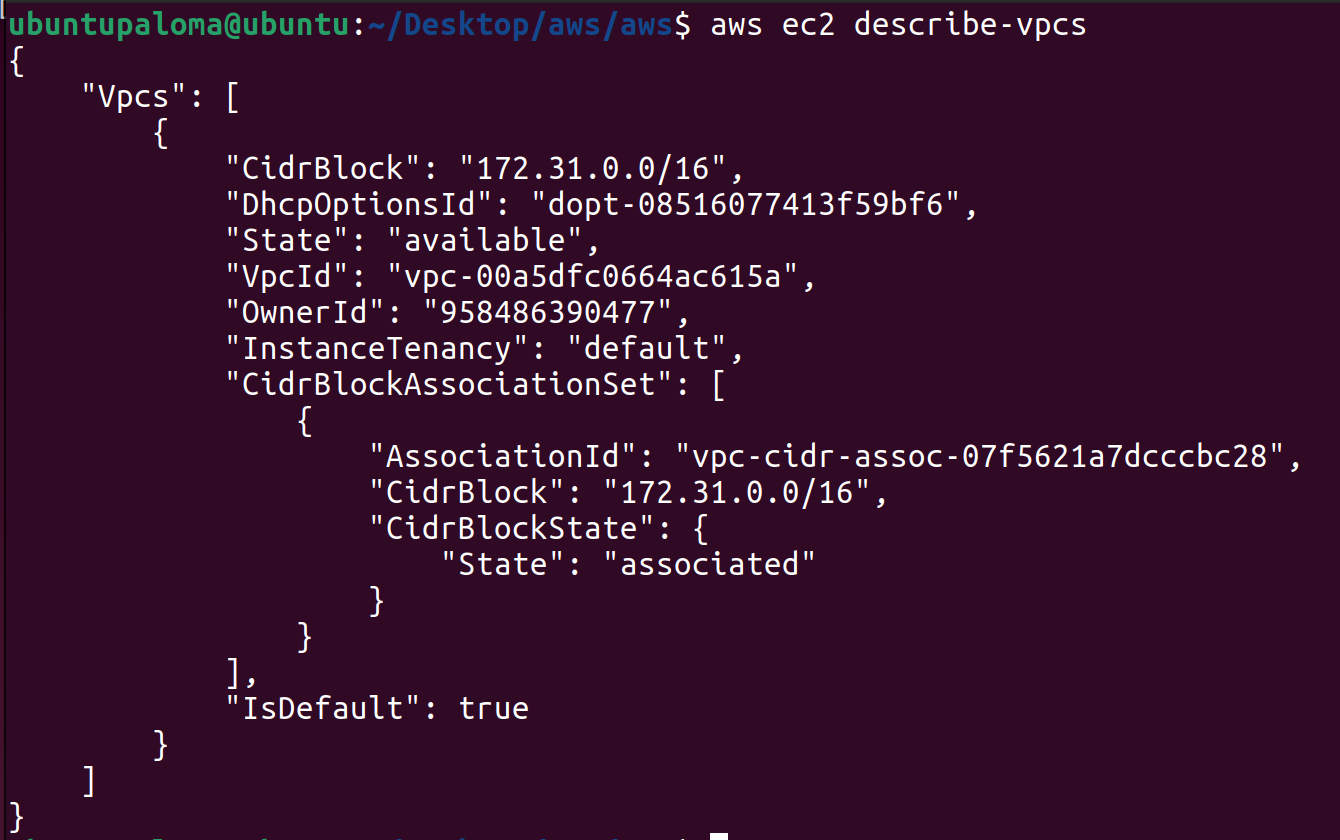 ubuntupaloma@ubuntu:~/Desktop/aws/aws$ aws ec2 describe-vpcs
{
    "Vpcs": [
        {
            "CidrBlock": "172.31.0.0/16",
            "DhcpOptionsId": "dopt-08516077413f59bf6",
            "State": "available",
            "VpcId": "vpc-00a5dfc0664ac615a",
            "OwnerId": "958486390477",
            "InstanceTenancy": "default",
            "CidrBlockAssociationSet": [
                {
                    "AssociationId": "vpc-cidr-assoc-07f5621a7dcccbc28",
                    "CidrBlock": "172.31.0.0/16",
                    "CidrBlockState": {
                        "State": "associated"
                    }
                }
            ],
            "IsDefault": true
        }
    ]
}